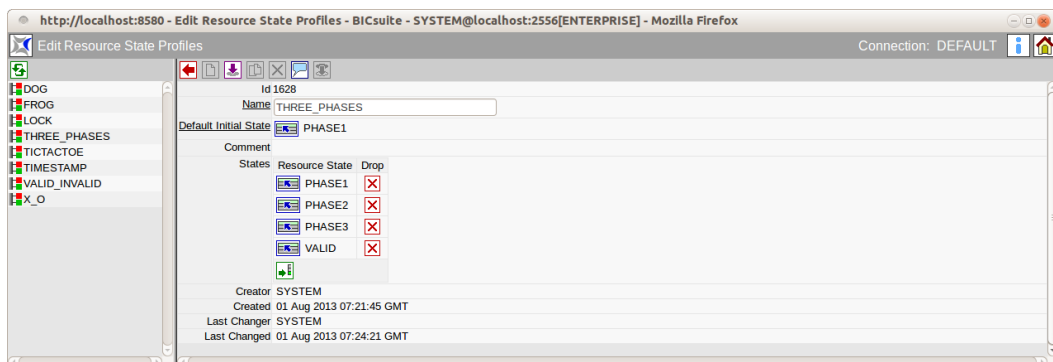 http://localhost:8580 - Edit Resource State Profiles - BICsuite - SYSTEM@localhost:2556[ENTERPRISE] - Mozilla Firefox
Edit Resource State Profiles Connection: DEFAULT
DOG
FROG
LOCK
THREE_PHASES
TICTACTOE
TIMESTAMP
VALID_INVALID
X_O
Id 1628
Name THREE_PHASES
Default Initial State PHASE1
Comment
States Resource State Drop
PHASE1
PHASE2
PHASE3
VALID
Creator SYSTEM
Created 01 Aug 2013 07:21:45 GMT
Last Changer SYSTEM
Last Changed 01 Aug 2013 07:24:21 GMT